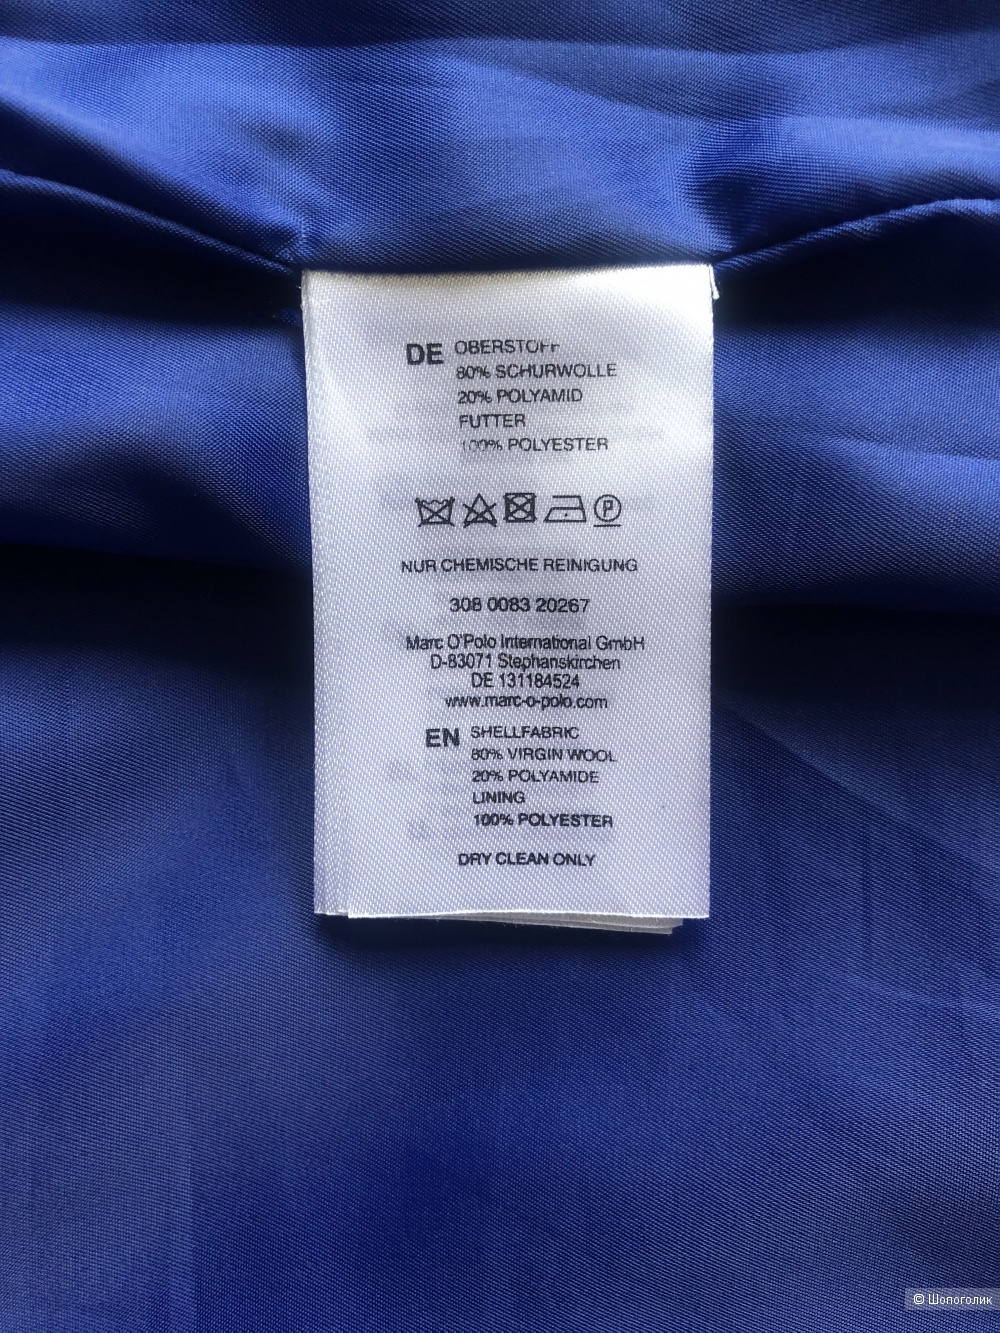 DE OBERSTOFF
80% SCHURWOLLE
20% POLYAMID
FUTTER
100% POLYESTER
P
NUR CHEMISCHE REINIGUNG
308 0083 20267
Marc O'Polo International GmbH
D-83071 Stephanskirchen
DE 131184524
www.marc-o-polo.com
EN SHELLFABRIC
80% VIRGIN WOOL
20% POLYAMIDE
LINING
100% POLYESTER
DRY CLEAN ONLY
© Шопоголик